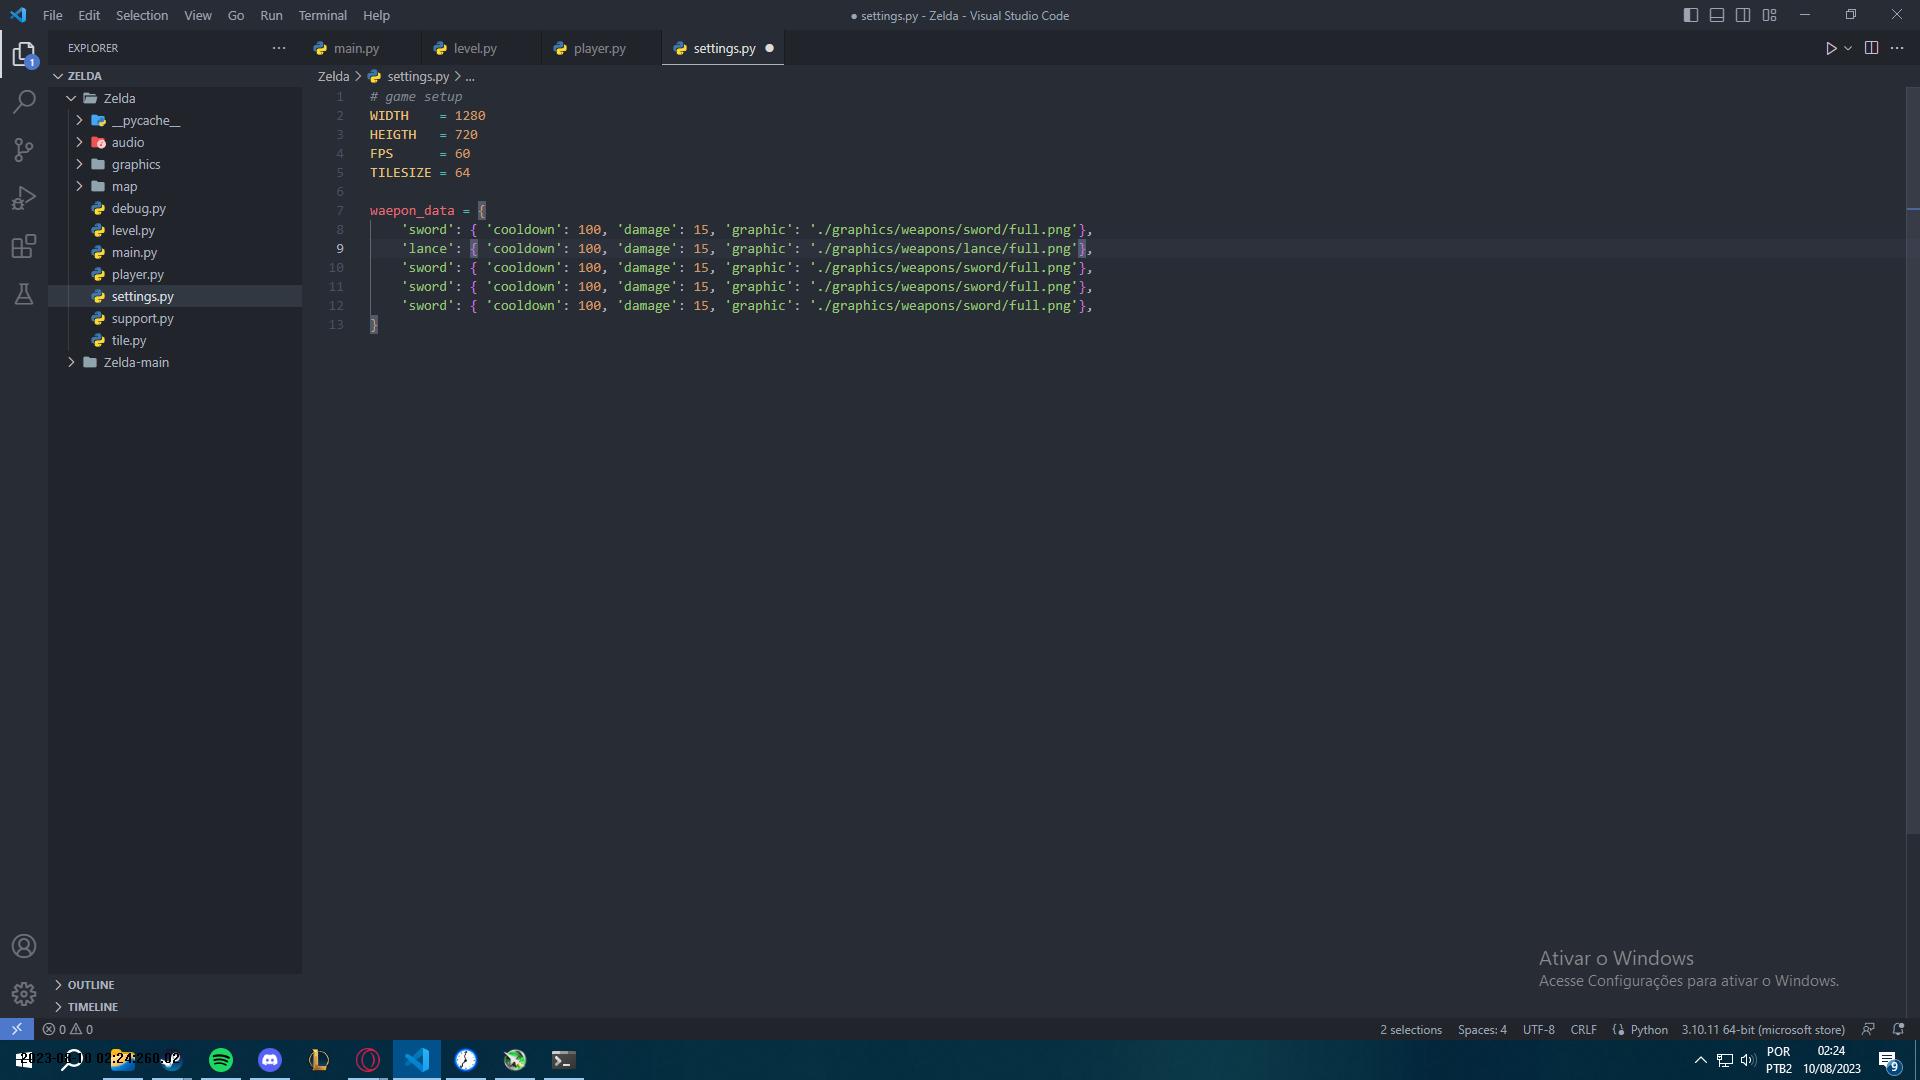 File Edit Selection View Go Run Terminal Help
● settings.py - Zelda - Visual Studio Code
EXPLORER
main.py
level.py
player.py
settings.py
ZELDA
Zelda
__pycache__
audio
graphics
map
debug.py
level.py
main.py
player.py
settings.py
support.py
tile.py
Zelda-main
OUTLINE
TIMELINE
Zelda > settings.py > ...
1 # game setup
2 WIDTH    = 1280
3 HEIGTH   = 720
4 FPS      = 60
5 TILESIZE = 64
6
7 waepon_data = {
8     'sword': { 'cooldown': 100, 'damage': 15, 'graphic': './graphics/weapons/sword/full.png'},
9     'lance': { 'cooldown': 100, 'damage': 15, 'graphic': './graphics/weapons/lance/full.png'},
10     'sword': { 'cooldown': 100, 'damage': 15, 'graphic': './graphics/weapons/sword/full.png'},
11     'sword': { 'cooldown': 100, 'damage': 15, 'graphic': './graphics/weapons/sword/full.png'},
12     'sword': { 'cooldown': 100, 'damage': 15, 'graphic': './graphics/weapons/sword/full.png'},
13 }
Ativar o Windows
Acesse Configurações para ativar o Windows.
1
0 0
2 selections Spaces: 4 UTF-8 CRLF Python 3.10.11 64-bit (microsoft store)
POR
PTB2
02:24
10/08/2023
9